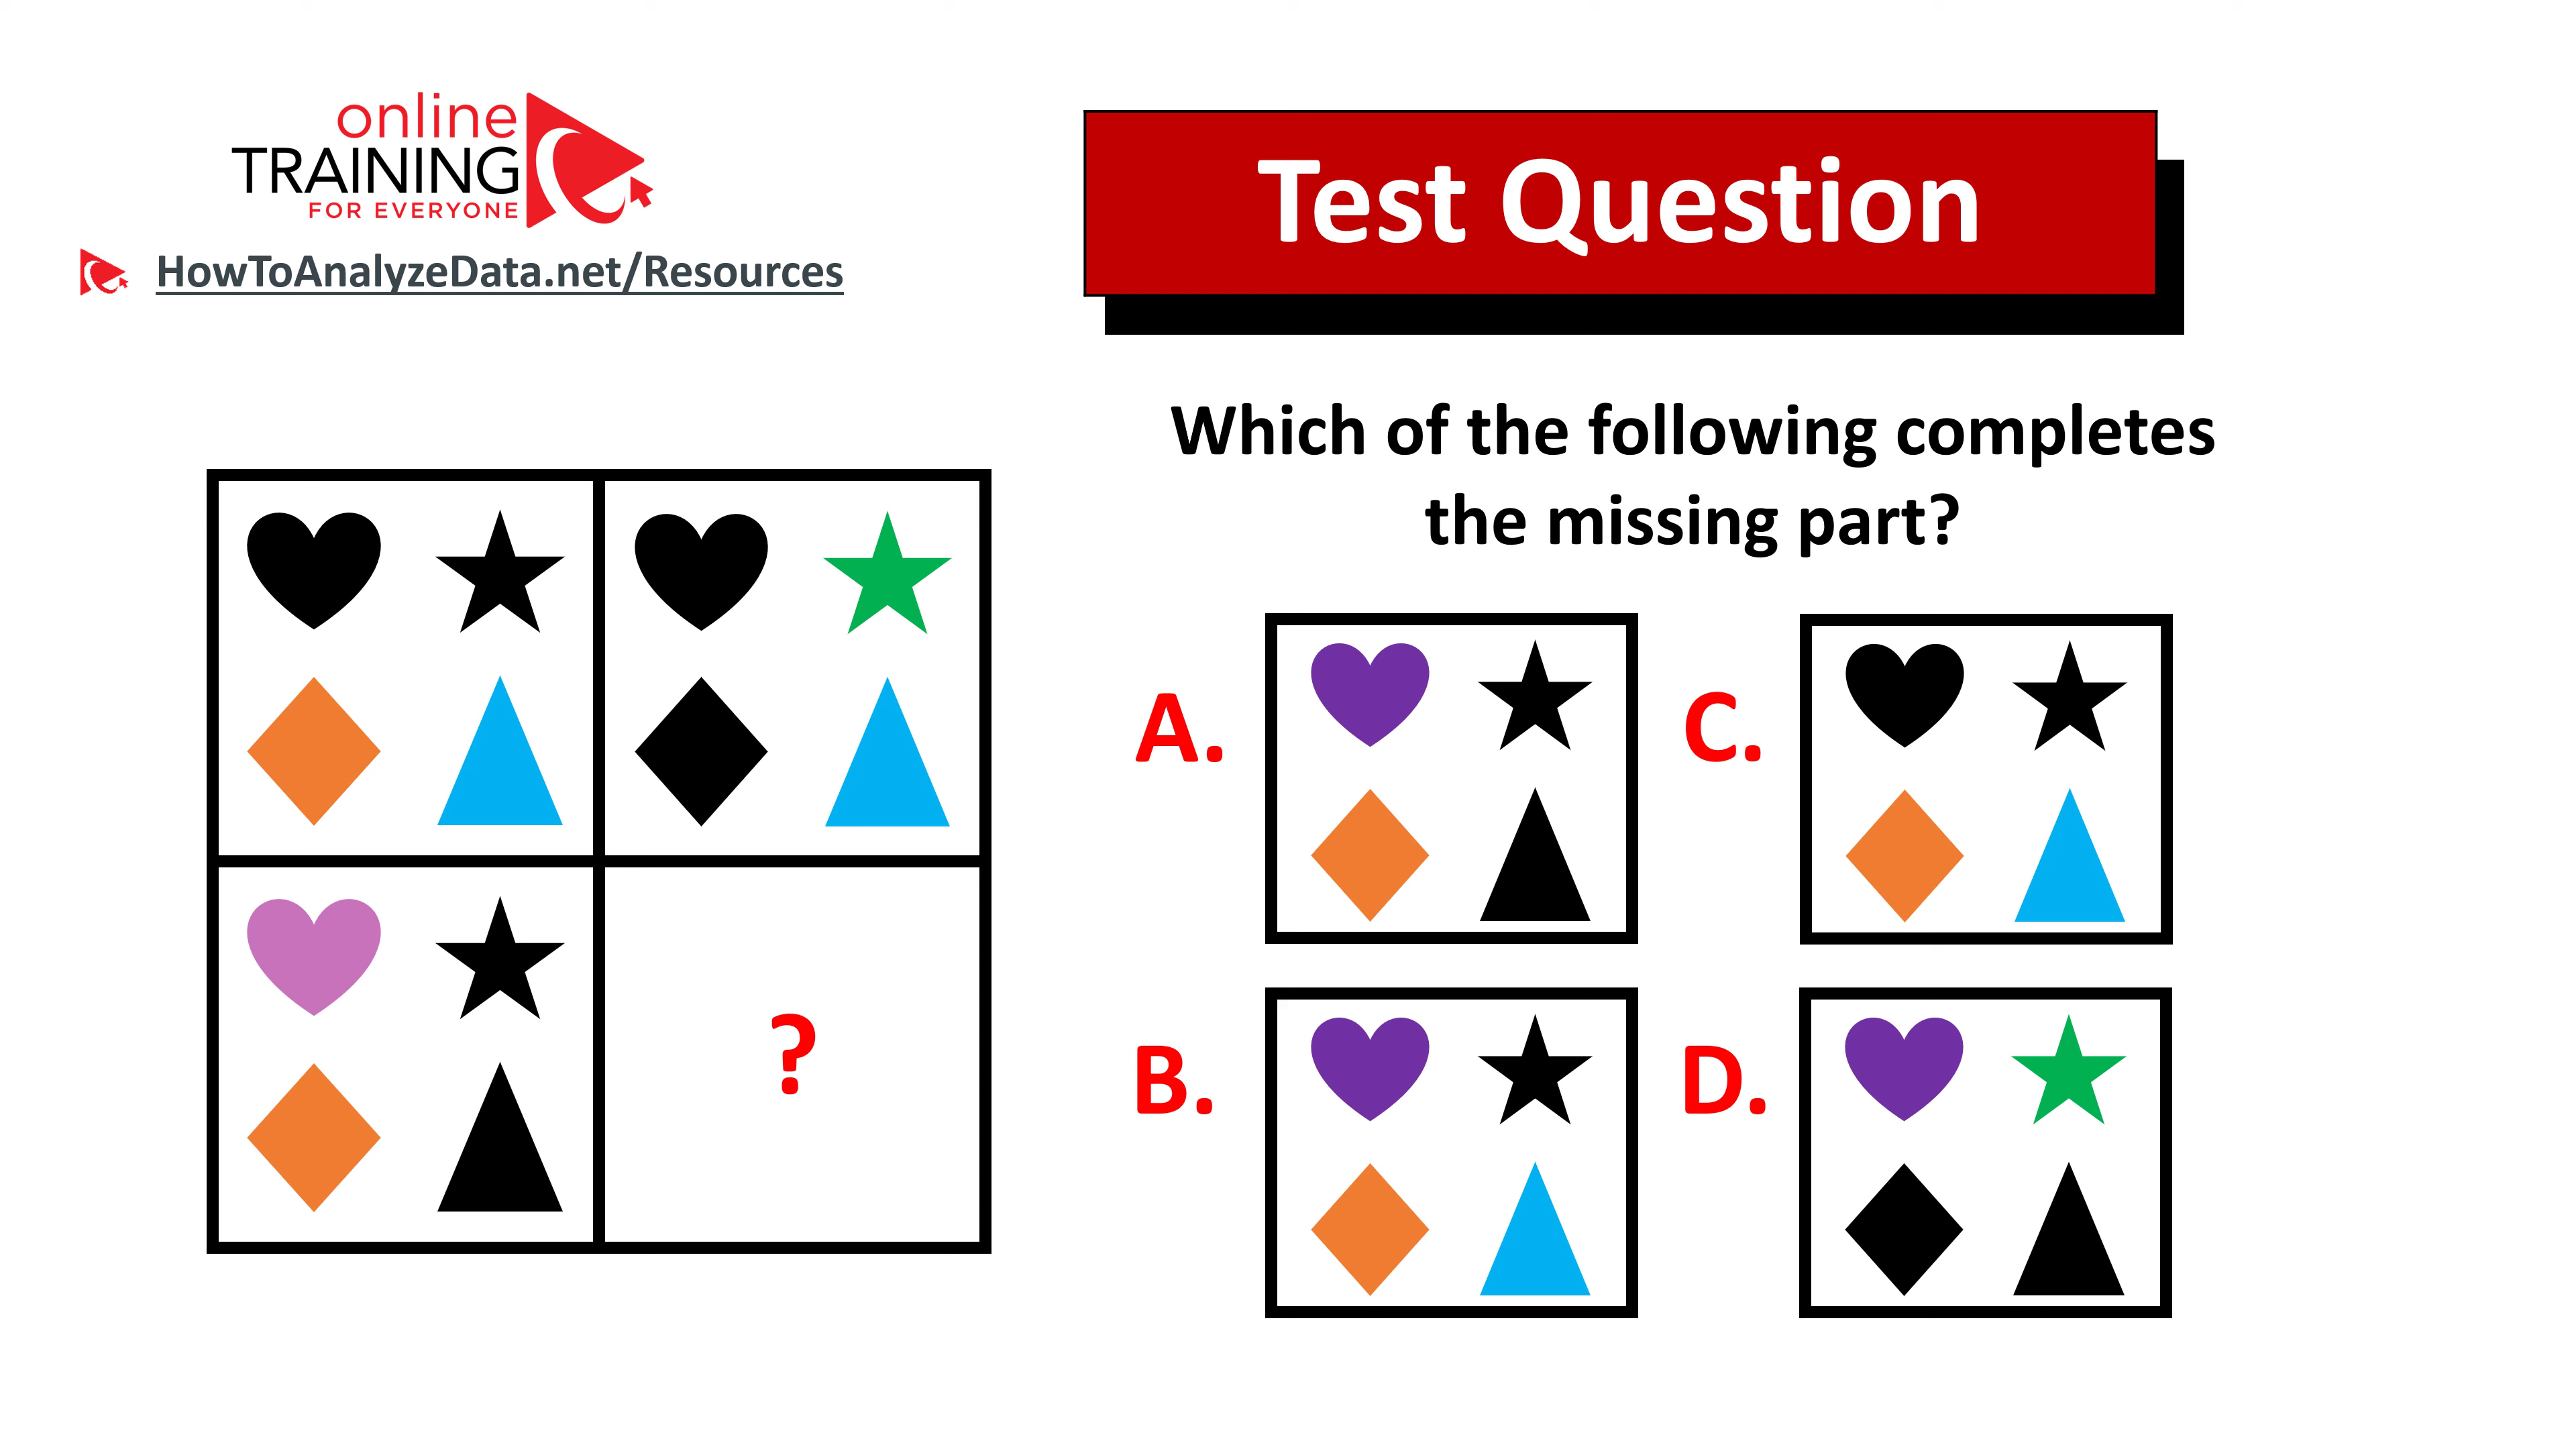 online
TRAINING
FOR EVERYONE
HowToAnalyzeData.net/Resources
Test Question
Which of the following completes
the missing part?
A.
C.
?
B.
D.